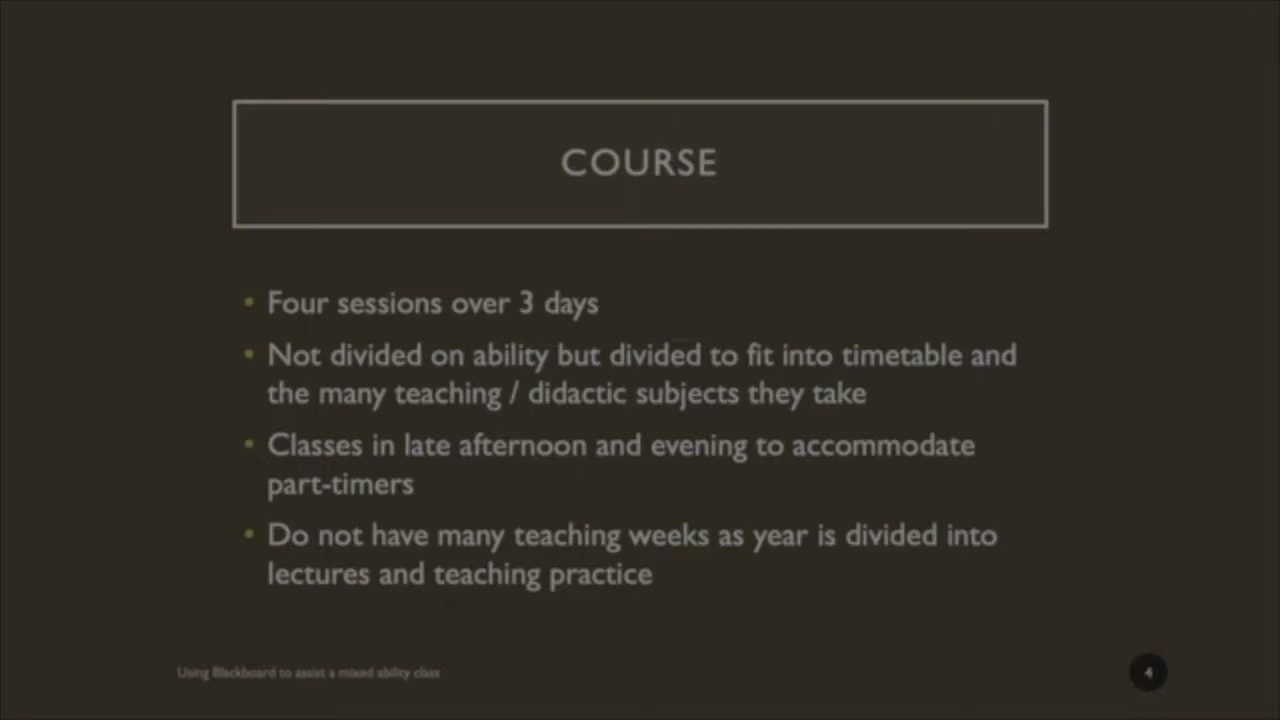 COURSE
• Four sessions over 3 days
• Not divided on ability but divided to fit into timetable and
the many teaching / didactic subjects they take
• Classes in late afternoon and evening to accommodate
part-timers
• Do not have many teaching weeks as year is divided into
lectures and teaching practice
Using Blackboard to assist a mixed ability class
4